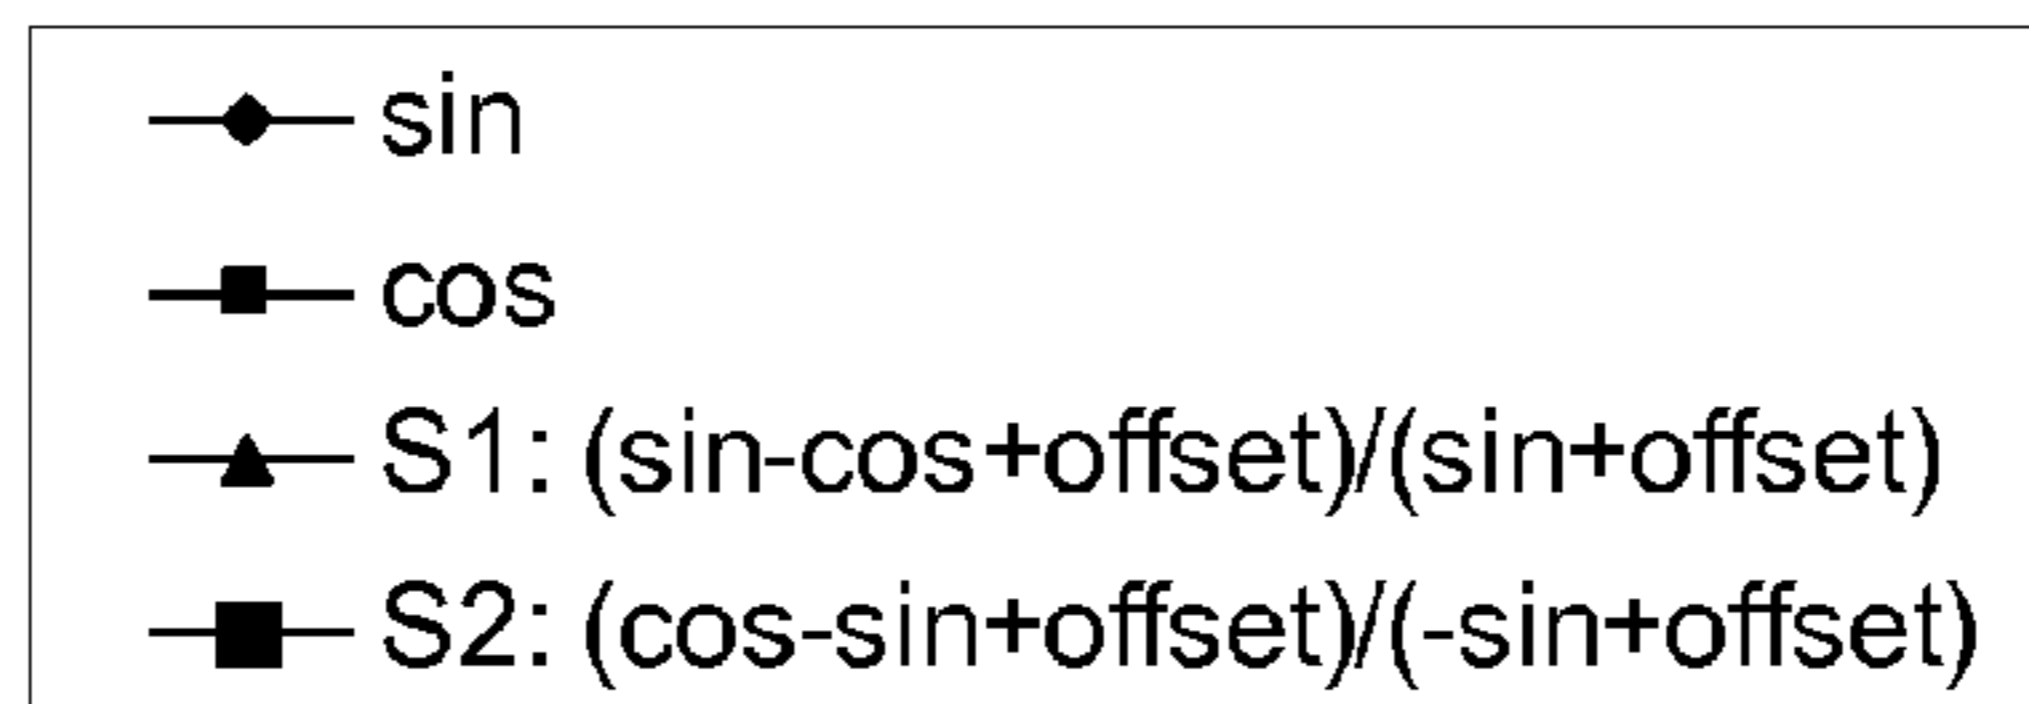 sin
cos
S1: (sin-cos+offset)/(sin+offset)
S2: (cos-sin+offset)/(-sin+offset)